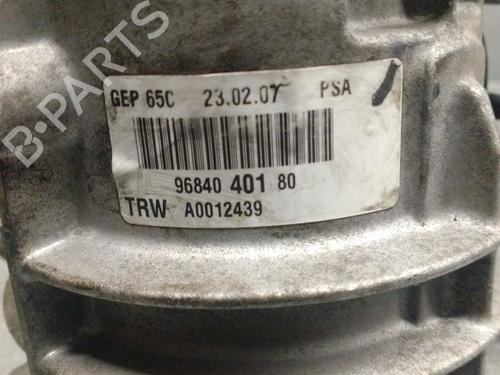 B-PARTS
GEP 65C 23.02.07 PSA
96840 401 80
TRW A0012439